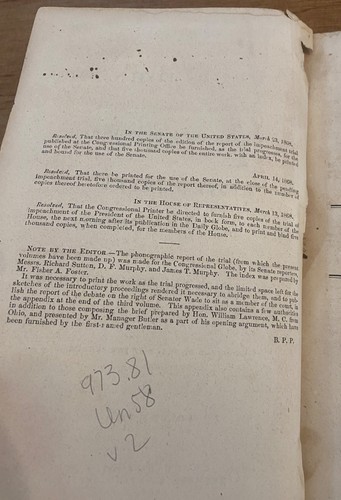 IN THE SENATE OF THE UNITED STATES, March 23, 1868.
Resolved, That three hundred copies of the edition of the report of the impeachment trial
published at the Congressional Printing Office be furnished, as the trial progresses, for the
use of the Senate, and that five thousand copies of the entire work, with an index, be printed
and bound for the use of the Senate.
APRIL 14, 1868.
Resolved, That there be printed for the use of the Senate, at the close of the pending
impeachment trial, five thousand copies of the report thereof, in addition to the number of
copies thereof heretofore ordered to be printed.
IN THE HOUSE OF REPRESENTATIVES, March 13, 1868.
Resolved, That the Congressional Printer be directed to furnish five copies of the trial of
impeachment of the President of the United States, in book form, to each member of the
House, the next morning after its publication in the Daily Globe, and to print and bind five
thousand copies, when completed, for the members of the House.
NOTE BY THE EDITOR.—The phonographic report of the trial (from which the present
volumes have been made up) was made for the Congressional Globe, by its Senate reporters,
Messrs. Richard Sutton, D. F. Murphy, and James J. Murphy. The index was prepared by
Mr. Fisher A. Foster.
It was necessary to print the work as the trial progressed, and the limited space left for the
sketches of the introductory proceedings rendered it necessary to abridge them, and to pub-
lish the report of the debate on the right of Senator Wade to sit as a member of the court, in
the appendix at the end of the third volume. This appendix also contains a few authorities
in addition to those composing the brief prepared by Hon. William Lawrence, M. C. from
Ohio, and presented by Mr. Manager Butler as a part of his opening argument, which have
been furnished by the first-named gentleman.
B. P. P.
973.81
Un58
v2